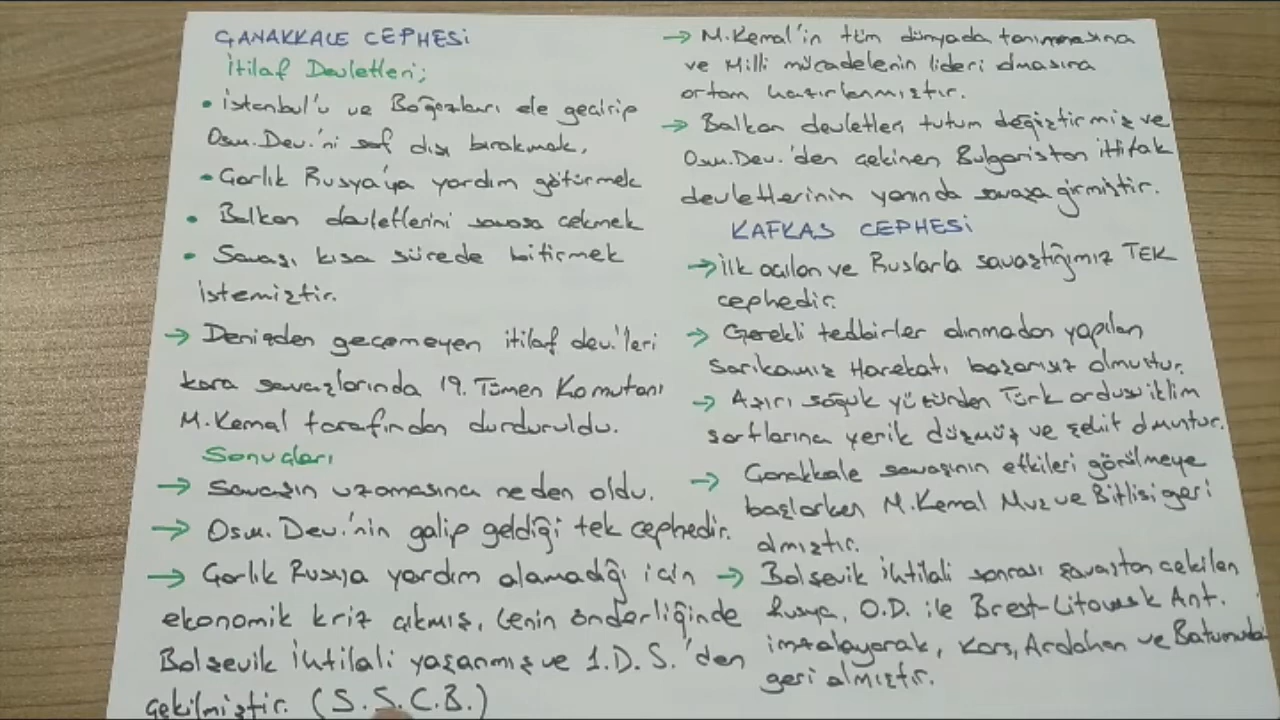 ÇANAKKALE CEPHESİ
İtilaf Devletleri;
• İstanbul'u ve Boğazları ele geçirip
Osm. Dev.'ni saf dışı bırakmak,
• Çarlık Rusya'ya yardım götürmek
• Balkan devletlerini savaşa çekmek
• Savaşı kısa sürede bitirmek
istemiştir.
→ Denizden geçemeyen itilaf dev.'leri
kara savaşlarında 19. Tümen Komutanı
M. Kemal tarafından durduruldu.
Sonuçları
→ Savaşın uzamasına neden oldu.
→ Osm. Dev.'nin galip geldiği tek cephedir.
→ Çarlık Rusya yardım alamadığı için
ekonomik kriz çıkmış, Lenin önderliğinde
Bolşevik İhtilali yaşanmış ve 1.D.S.'den
çekilmiştir. (S.S.C.B.)
→ M.Kemal'in tüm dünyada tanınmasına
ve Milli mücadelenin lideri olmasına
ortam hazırlanmıştır.
→ Balkan devletleri tutum değiştirmiş ve
Osm.Dev.'den çekinen Bulgaristan İttifak
devletlerinin yanında savaşa girmiştir.
KAFKAS CEPHESİ
→ İlk açılan ve Ruslarla savaştığımız TEK
cephedir.
→ Gerekli tedbirler alınmadan yapılan
Sarıkamış Harekatı başarısız olmuştur.
→ Aşırı soğuk yüzünden Türk ordusu iklim
şartlarına yenik düşmüş ve şehit olmuştur.
→ Çanakkale savaşının etkileri görülmeye
başlarken M.Kemal Muş ve Bitlisi geri
almıştır.
→ Bolşevik ihtilali sonrası savaştan çekilen
Rusya, O.D. ile Brest-Litowsk Ant.
imzalayarak, Kars, Ardahan ve Batumuda
geri almıştır.